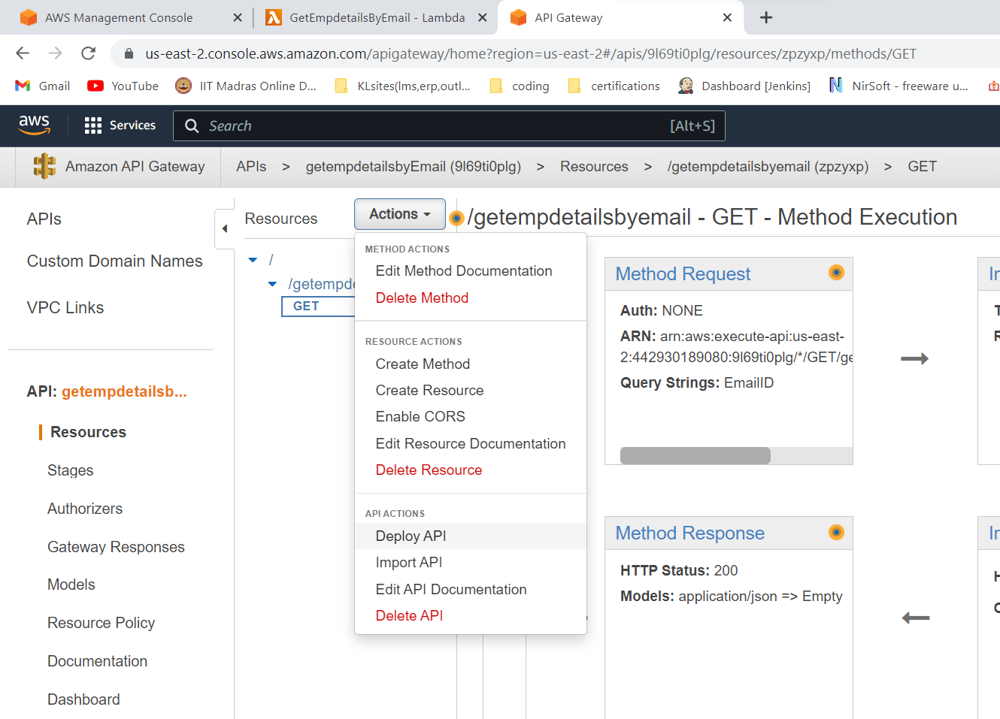 AWS Management Console
GetEmpdetailsByEmail - Lambda
API Gateway
us-east-2.console.aws.amazon.com/apigateway/home?region=us-east-2#/apis/9l69ti0plg/resources/zpzyxp/methods/GET
Gmail
YouTube
IIT Madras Online D...
KLsites(lms,erp,outl...
coding
certifications
Dashboard [Jenkins]
NirSoft - freeware u...
aws
Services
Search
[Alt+S]
Amazon API Gateway
APIs > getempdetailsbyEmail (9l69ti0plg) > Resources > /getempdetailsbyemail (zpzyxp) > GET
APIs
Custom Domain Names
VPC Links
API: getempdetailsb...
Resources
Stages
Authorizers
Gateway Responses
Models
Resource Policy
Documentation
Dashboard
Resources
Actions
/
/getempde
GET
METHOD ACTIONS
Edit Method Documentation
Delete Method
RESOURCE ACTIONS
Create Method
Create Resource
Enable CORS
Edit Resource Documentation
Delete Resource
API ACTIONS
Deploy API
Import API
Edit API Documentation
Delete API
/getempdetailsbyemail - GET - Method Execution
Method Request
Auth: NONE
ARN: arn:aws:execute-api:us-east-
2:442930189080:9l69ti0plg/*/GET/ge
Query Strings: EmailID
Method Response
HTTP Status: 200
Models: application/json => Empty